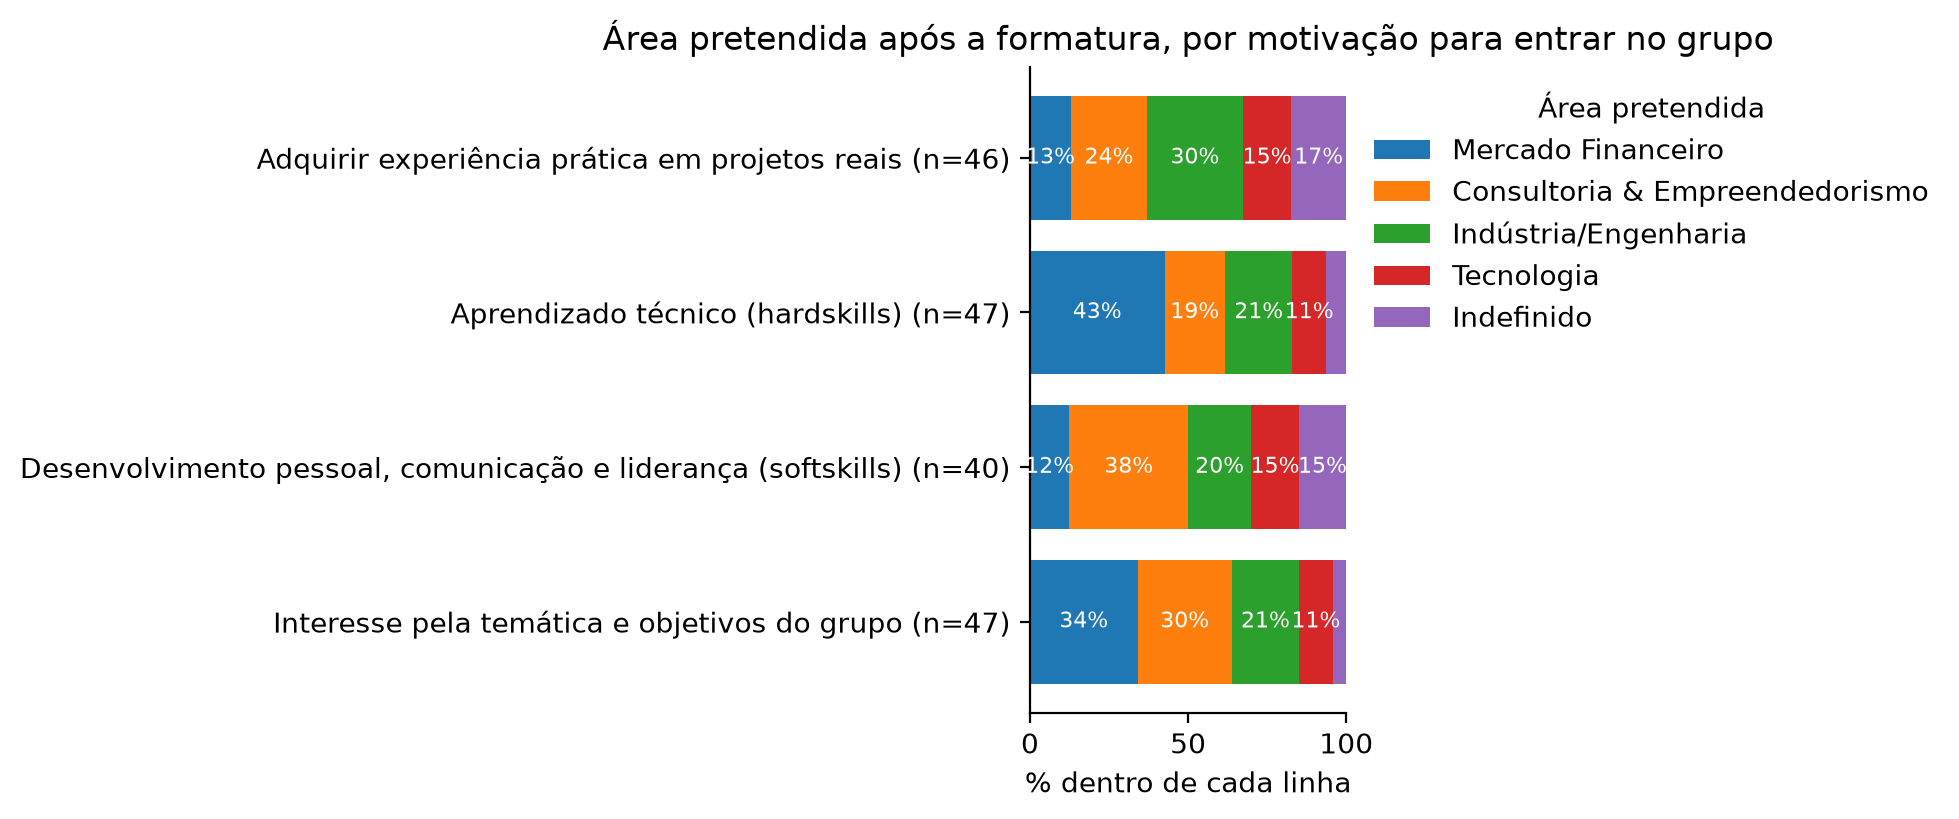 Área pretendida após a formatura, por motivação para entrar no grupo
Área pretendida
Mercado Financeiro
Consultoria & Empreendedorismo
Indústria/Engenharia
Tecnologia
Indefinido
Adquirir experiência prática em projetos reais (n=46)
13% 24% 30% 15% 17%
Aprendizado técnico (hardskills) (n=47)
43% 19% 21% 11%
Desenvolvimento pessoal, comunicação e liderança (softskills) (n=40)
12% 38% 20% 15% 15%
Interesse pela temática e objetivos do grupo (n=47)
34% 30% 21% 11%
0 50 100
% dentro de cada linha